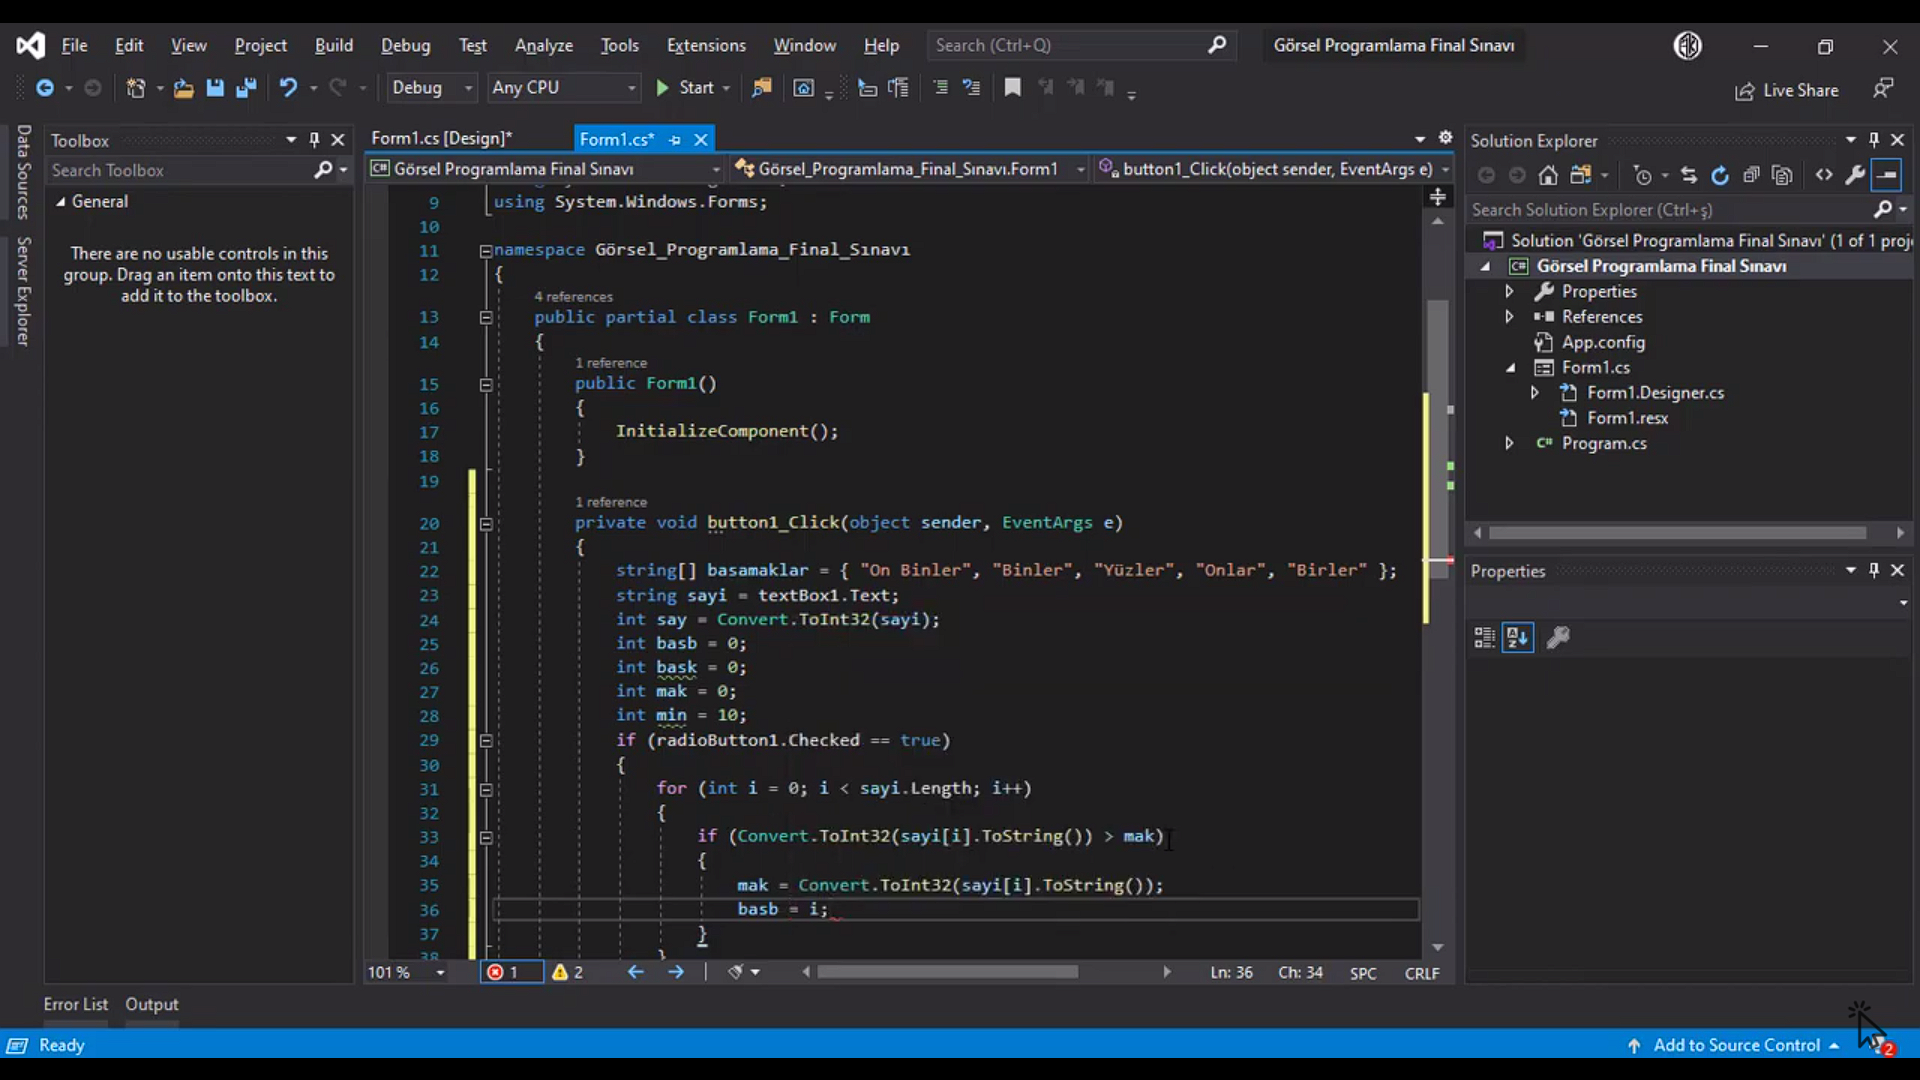 File Edit View Project Build Debug Test Analyze Tools Extensions Window Help Search (Ctrl+Q) Görsel Programlama Final Sınavı
Debug Any CPU Start Live Share
Data Sources
Server Explorer
Toolbox
Search Toolbox
General
There are no usable controls in this
group. Drag an item onto this text to
add it to the toolbox.
Form1.cs [Design]* Form1.cs*
Görsel Programlama Final Sınavı Görsel_Programlama_Final_Sınavı.Form1 button1_Click(object sender, EventArgs e)
9 using System.Windows.Forms;
10
11 namespace Görsel_Programlama_Final_Sınavı
12 {
4 references
13 public partial class Form1 : Form
14 {
1 reference
15 public Form1()
16 {
17 InitializeComponent();
18 }
19
1 reference
20 private void button1_Click(object sender, EventArgs e)
21 {
22 string[] basamaklar = { "On Binler", "Binler", "Yüzler", "Onlar", "Birler" };
23 string sayi = textBox1.Text;
24 int say = Convert.ToInt32(sayi);
25 int basb = 0;
26 int bask = 0;
27 int mak = 0;
28 int min = 10;
29 if (radioButton1.Checked == true)
30 {
31 for (int i = 0; i < sayi.Length; i++)
32 {
33 if (Convert.ToInt32(sayi[i].ToString()) > mak)
34 {
35 mak = Convert.ToInt32(sayi[i].ToString());
36 basb = i;
37 }
38 }
101 % 1 2 Ln: 36 Ch: 34 SPC CRLF
Solution Explorer
Search Solution Explorer (Ctrl+ş)
Solution 'Görsel Programlama Final Sınavı' (1 of 1 proj
Görsel Programlama Final Sınavı
Properties
References
App.config
Form1.cs
Form1.Designer.cs
Form1.resx
Program.cs
Properties
Error List Output
Ready Add to Source Control 2